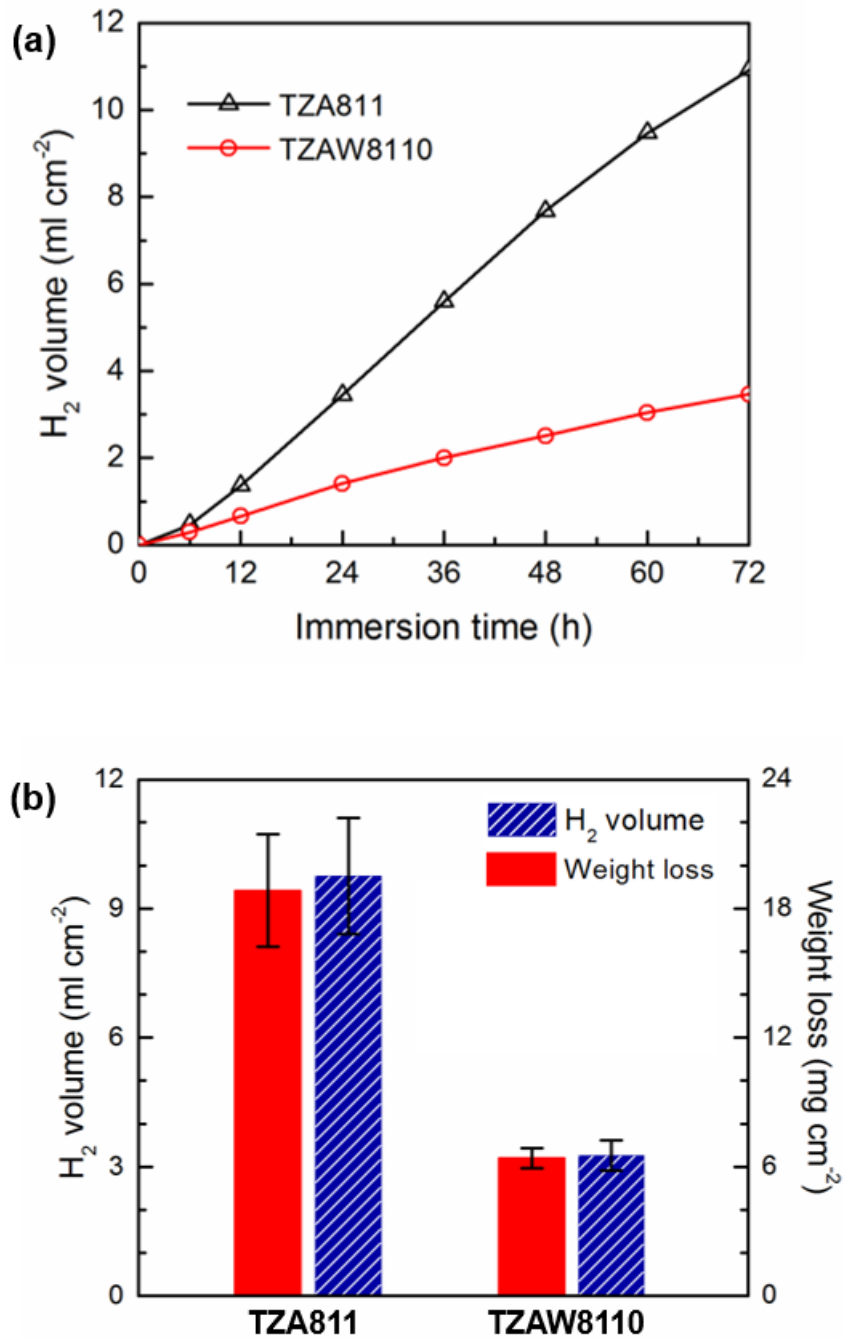 (a)
12
10
8
6
4
2
0
H₂ volume (ml cm⁻²)
TZA811
TZAW8110
0 12 24 36 48 60 72
Immersion time (h)
(b)
12
9
6
3
0
H₂ volume (ml cm⁻²)
H₂ volume
Weight loss
24
18
12
6
0
Weight loss (mg cm⁻²)
TZA811 TZAW8110